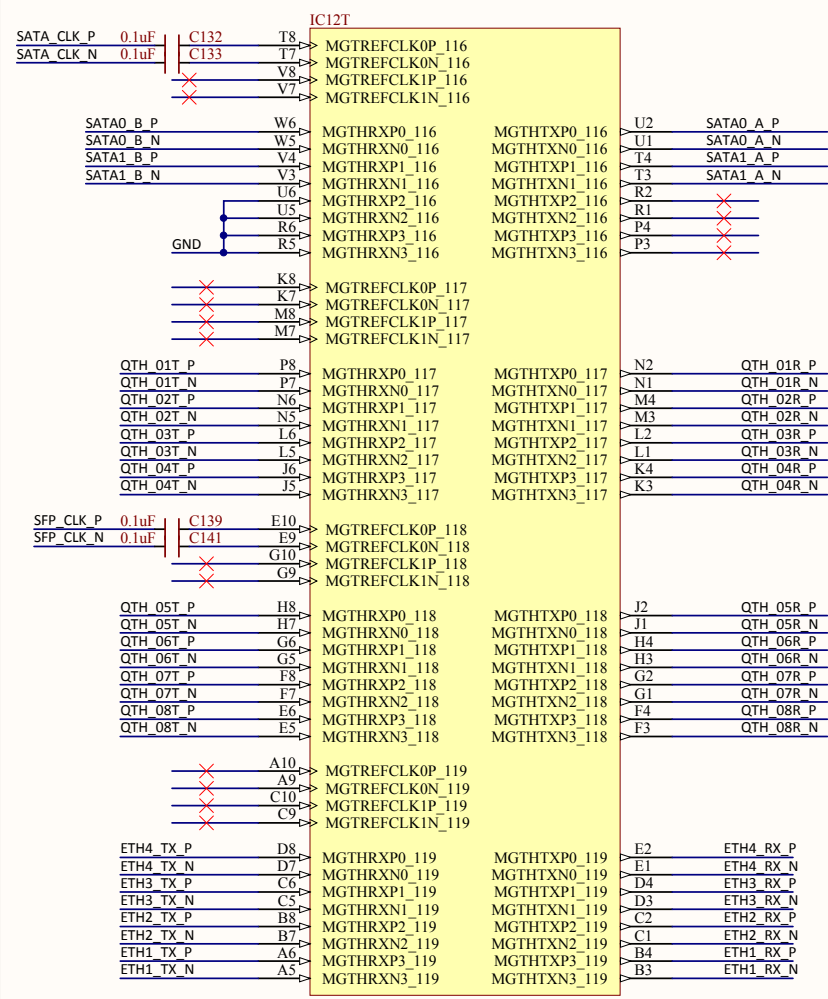 IC12T
SATA_CLK_P 0.1uF C132 T8 MGTREFCLK0P_116
SATA_CLK_N 0.1uF C133 T7 MGTREFCLK0N_116
V8 MGTREFCLK1P_116
V7 MGTREFCLK1N_116
SATA0_B_P W6 MGTHRXP0_116 MGTHTXP0_116 U2 SATA0_A_P
SATA0_B_N W5 MGTHRXN0_116 MGTHTXN0_116 U1 SATA0_A_N
SATA1_B_P V4 MGTHRXP1_116 MGTHTXP1_116 T4 SATA1_A_P
SATA1_B_N V3 MGTHRXN1_116 MGTHTXN1_116 T3 SATA1_A_N
U6 MGTHRXP2_116 MGTHTXP2_116 R2
U5 MGTHRXN2_116 MGTHTXN2_116 R1
R6 MGTHRXP3_116 MGTHTXP3_116 P4
GND R5 MGTHRXN3_116 MGTHTXN3_116 P3
K8 MGTREFCLK0P_117
K7 MGTREFCLK0N_117
M8 MGTREFCLK1P_117
M7 MGTREFCLK1N_117
QTH_01T_P P8 MGTHRXP0_117 MGTHTXP0_117 N2 QTH_01R_P
QTH_01T_N P7 MGTHRXN0_117 MGTHTXN0_117 N1 QTH_01R_N
QTH_02T_P N6 MGTHRXP1_117 MGTHTXP1_117 M4 QTH_02R_P
QTH_02T_N N5 MGTHRXN1_117 MGTHTXN1_117 M3 QTH_02R_N
QTH_03T_P L6 MGTHRXP2_117 MGTHTXP2_117 L2 QTH_03R_P
QTH_03T_N L5 MGTHRXN2_117 MGTHTXN2_117 L1 QTH_03R_N
QTH_04T_P J6 MGTHRXP3_117 MGTHTXP3_117 K4 QTH_04R_P
QTH_04T_N J5 MGTHRXN3_117 MGTHTXN3_117 K3 QTH_04R_N
SFP_CLK_P 0.1uF C139 E10 MGTREFCLK0P_118
SFP_CLK_N 0.1uF C141 E9 MGTREFCLK0N_118
G10 MGTREFCLK1P_118
G9 MGTREFCLK1N_118
QTH_05T_P H8 MGTHRXP0_118 MGTHTXP0_118 J2 QTH_05R_P
QTH_05T_N H7 MGTHRXN0_118 MGTHTXN0_118 J1 QTH_05R_N
QTH_06T_P G6 MGTHRXP1_118 MGTHTXP1_118 H4 QTH_06R_P
QTH_06T_N G5 MGTHRXN1_118 MGTHTXN1_118 H3 QTH_06R_N
QTH_07T_P F8 MGTHRXP2_118 MGTHTXP2_118 G2 QTH_07R_P
QTH_07T_N F7 MGTHRXN2_118 MGTHTXN2_118 G1 QTH_07R_N
QTH_08T_P E6 MGTHRXP3_118 MGTHTXP3_118 F4 QTH_08R_P
QTH_08T_N E5 MGTHRXN3_118 MGTHTXN3_118 F3 QTH_08R_N
A10 MGTREFCLK0P_119
A9 MGTREFCLK0N_119
C10 MGTREFCLK1P_119
C9 MGTREFCLK1N_119
ETH4_TX_P D8 MGTHRXP0_119 MGTHTXP0_119 E2 ETH4_RX_P
ETH4_TX_N D7 MGTHRXN0_119 MGTHTXN0_119 E1 ETH4_RX_N
ETH3_TX_P C6 MGTHRXP1_119 MGTHTXP1_119 D4 ETH3_RX_P
ETH3_TX_N C5 MGTHRXN1_119 MGTHTXN1_119 D3 ETH3_RX_N
ETH2_TX_P B8 MGTHRXP2_119 MGTHTXP2_119 C2 ETH2_RX_P
ETH2_TX_N B7 MGTHRXN2_119 MGTHTXN2_119 C1 ETH2_RX_N
ETH1_TX_P A6 MGTHRXP3_119 MGTHTXP3_119 B4 ETH1_RX_P
ETH1_TX_N A5 MGTHRXN3_119 MGTHTXN3_119 B3 ETH1_RX_N